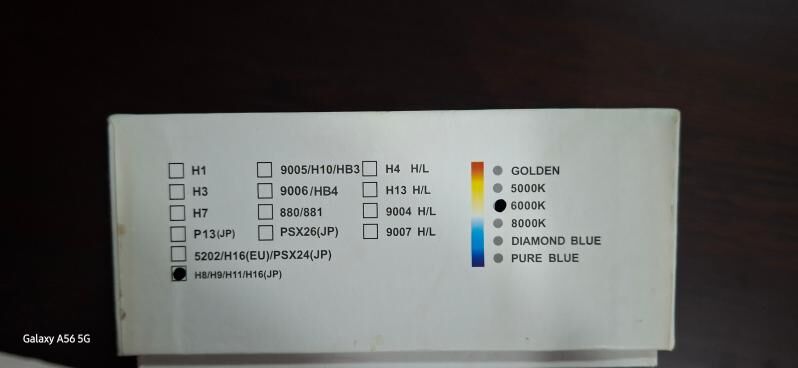 H1
H3
H7
P13(JP)
5202/H16(EU)/PSX24(JP)
H8/H9/H11/H16(JP)
9005/H10/HB3
9006/HB4
880/881
PSX26(JP)
H4 H/L
H13 H/L
9004 H/L
9007 H/L
GOLDEN
5000K
6000K
8000K
DIAMOND BLUE
PURE BLUE
Galaxy A56 5G